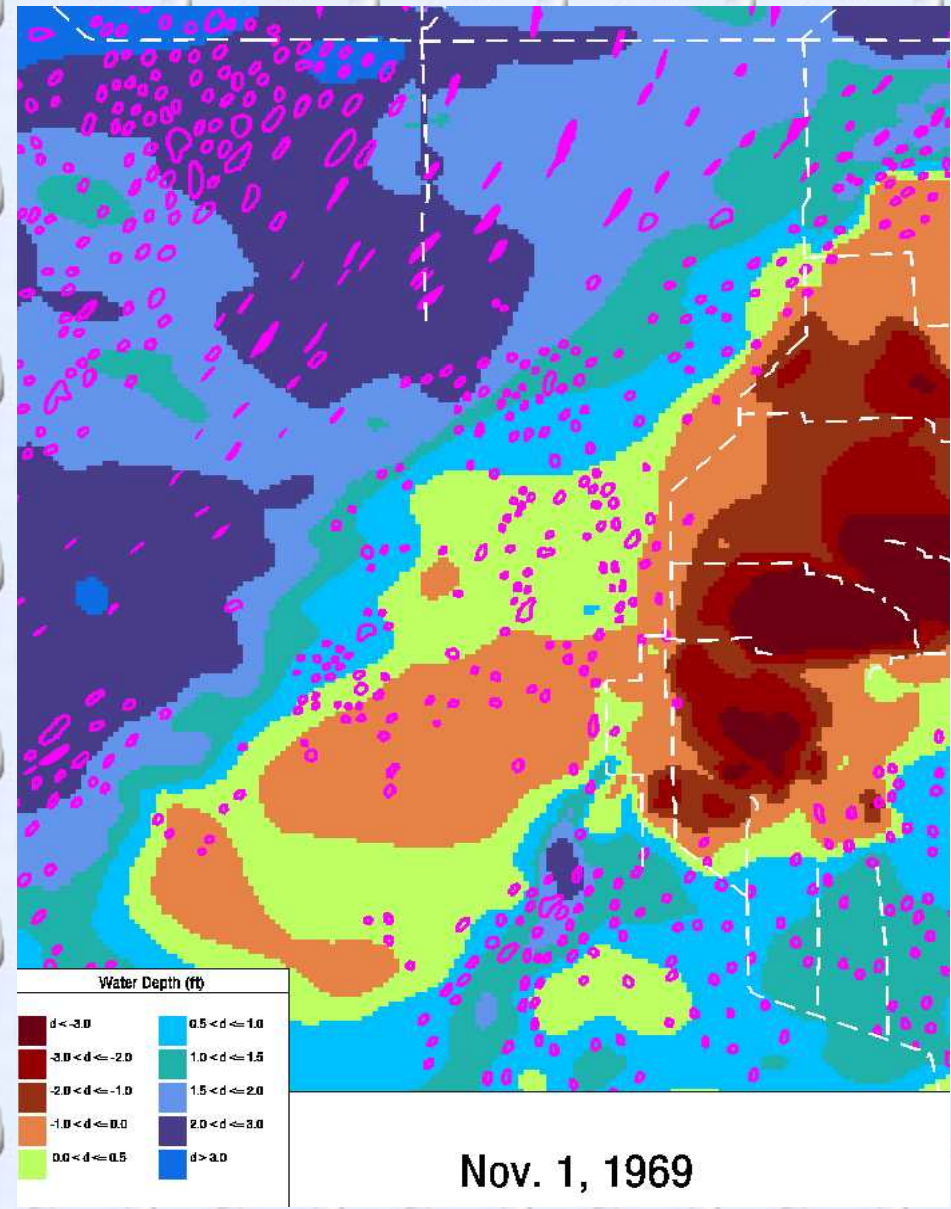 Water Depth (ft)
d < -3.0
-3.0 < d <= -2.0
-2.0 < d <= -1.0
-1.0 < d <= 0.0
0.0 < d <= 0.5
0.5 < d <= 1.0
1.0 < d <= 1.5
1.5 < d <= 2.0
2.0 < d <= 3.0
d > 3.0
Nov. 1, 1969